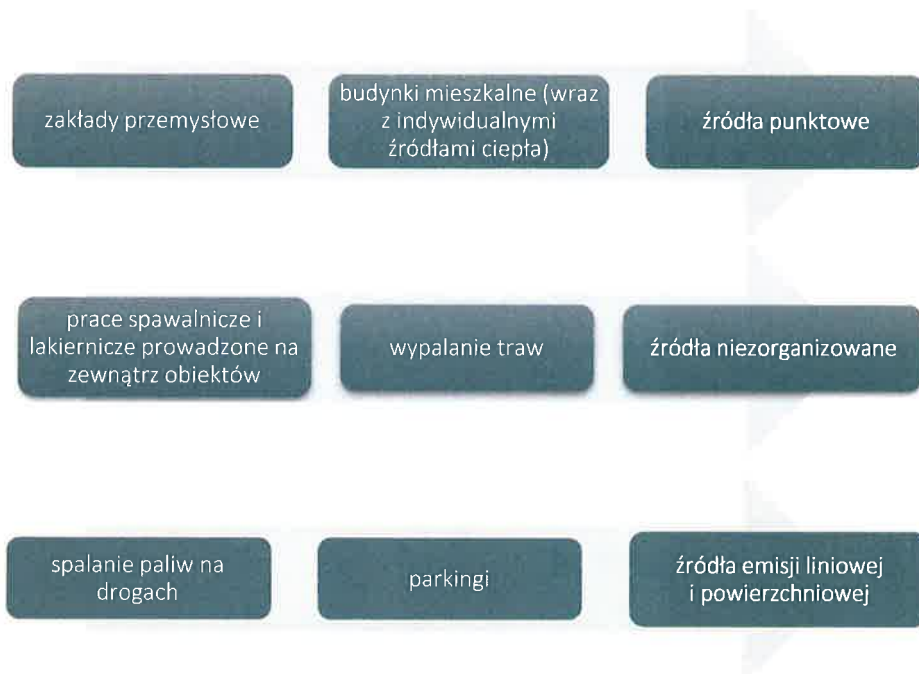 zakłady przemysłowe
budynki mieszkalne (wraz
z indywidualnymi
źródłami ciepła)
źródła punktowe
prace spawalnicze i
lakiernicze prowadzone na
zewnątrz obiektów
wypalanie traw
źródła niezorganizowane
spalanie paliw na
drogach
parkingi
źródła emisji liniowej
i powierzchniowej